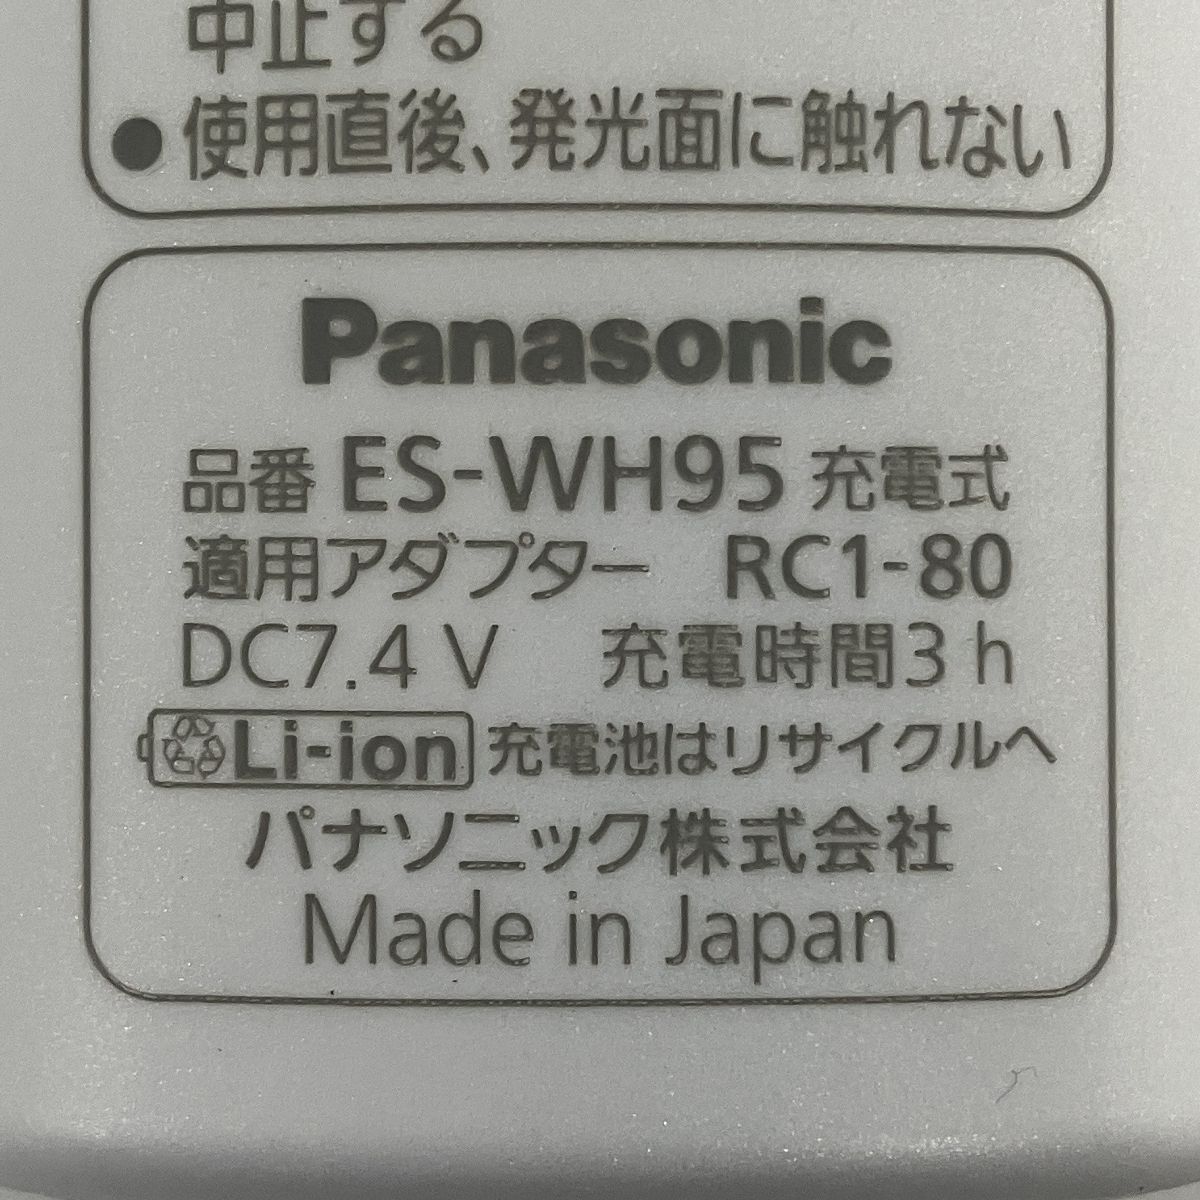 中止する
●使用直後、発光面に触れない
Panasonic
品番 ES-WH95 充電式
適用アダプター RC1-80
DC7.4 V 充電時間3 h
Li-ion 充電池はリサイクルへ
パナソニック株式会社
Made in Japan